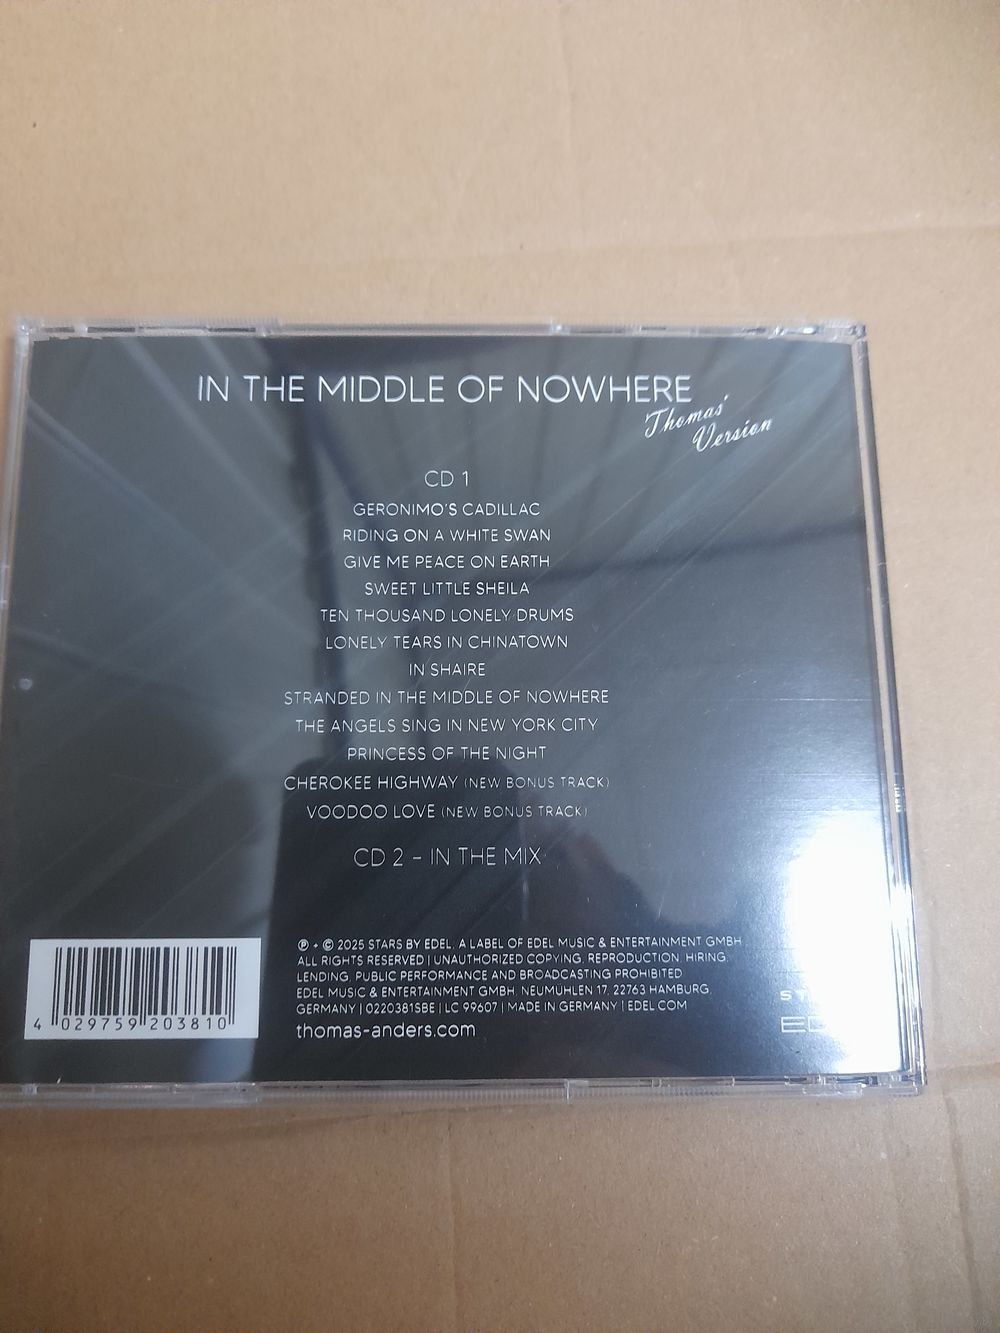 IN THE MIDDLE OF NOWHERE
Thomas' Version
CD 1
GERONIMO'S CADILLAC
RIDING ON A WHITE SWAN
GIVE ME PEACE ON EARTH
SWEET LITTLE SHEILA
TEN THOUSAND LONELY DRUMS
LONELY TEARS IN CHINATOWN
IN SHAIRE
STRANDED IN THE MIDDLE OF NOWHERE
THE ANGELS SING IN NEW YORK CITY
PRINCESS OF THE NIGHT
CHEROKEE HIGHWAY (NEW BONUS TRACK)
VOODOO LOVE (NEW BONUS TRACK)
CD 2 – IN THE MIX
℗ + © 2025 STARS BY EDEL. A LABEL OF EDEL MUSIC & ENTERTAINMENT GMBH
ALL RIGHTS RESERVED | UNAUTHORIZED COPYING, REPRODUCTION, HIRING,
LENDING, PUBLIC PERFORMANCE AND BROADCASTING PROHIBITED
EDEL MUSIC & ENTERTAINMENT GMBH. NEUMÜHLEN 17, 22763 HAMBURG,
GERMANY | 0220381SBE | LC 99607 | MADE IN GERMANY | EDEL.COM
thomas-anders.com
4 029759 203810